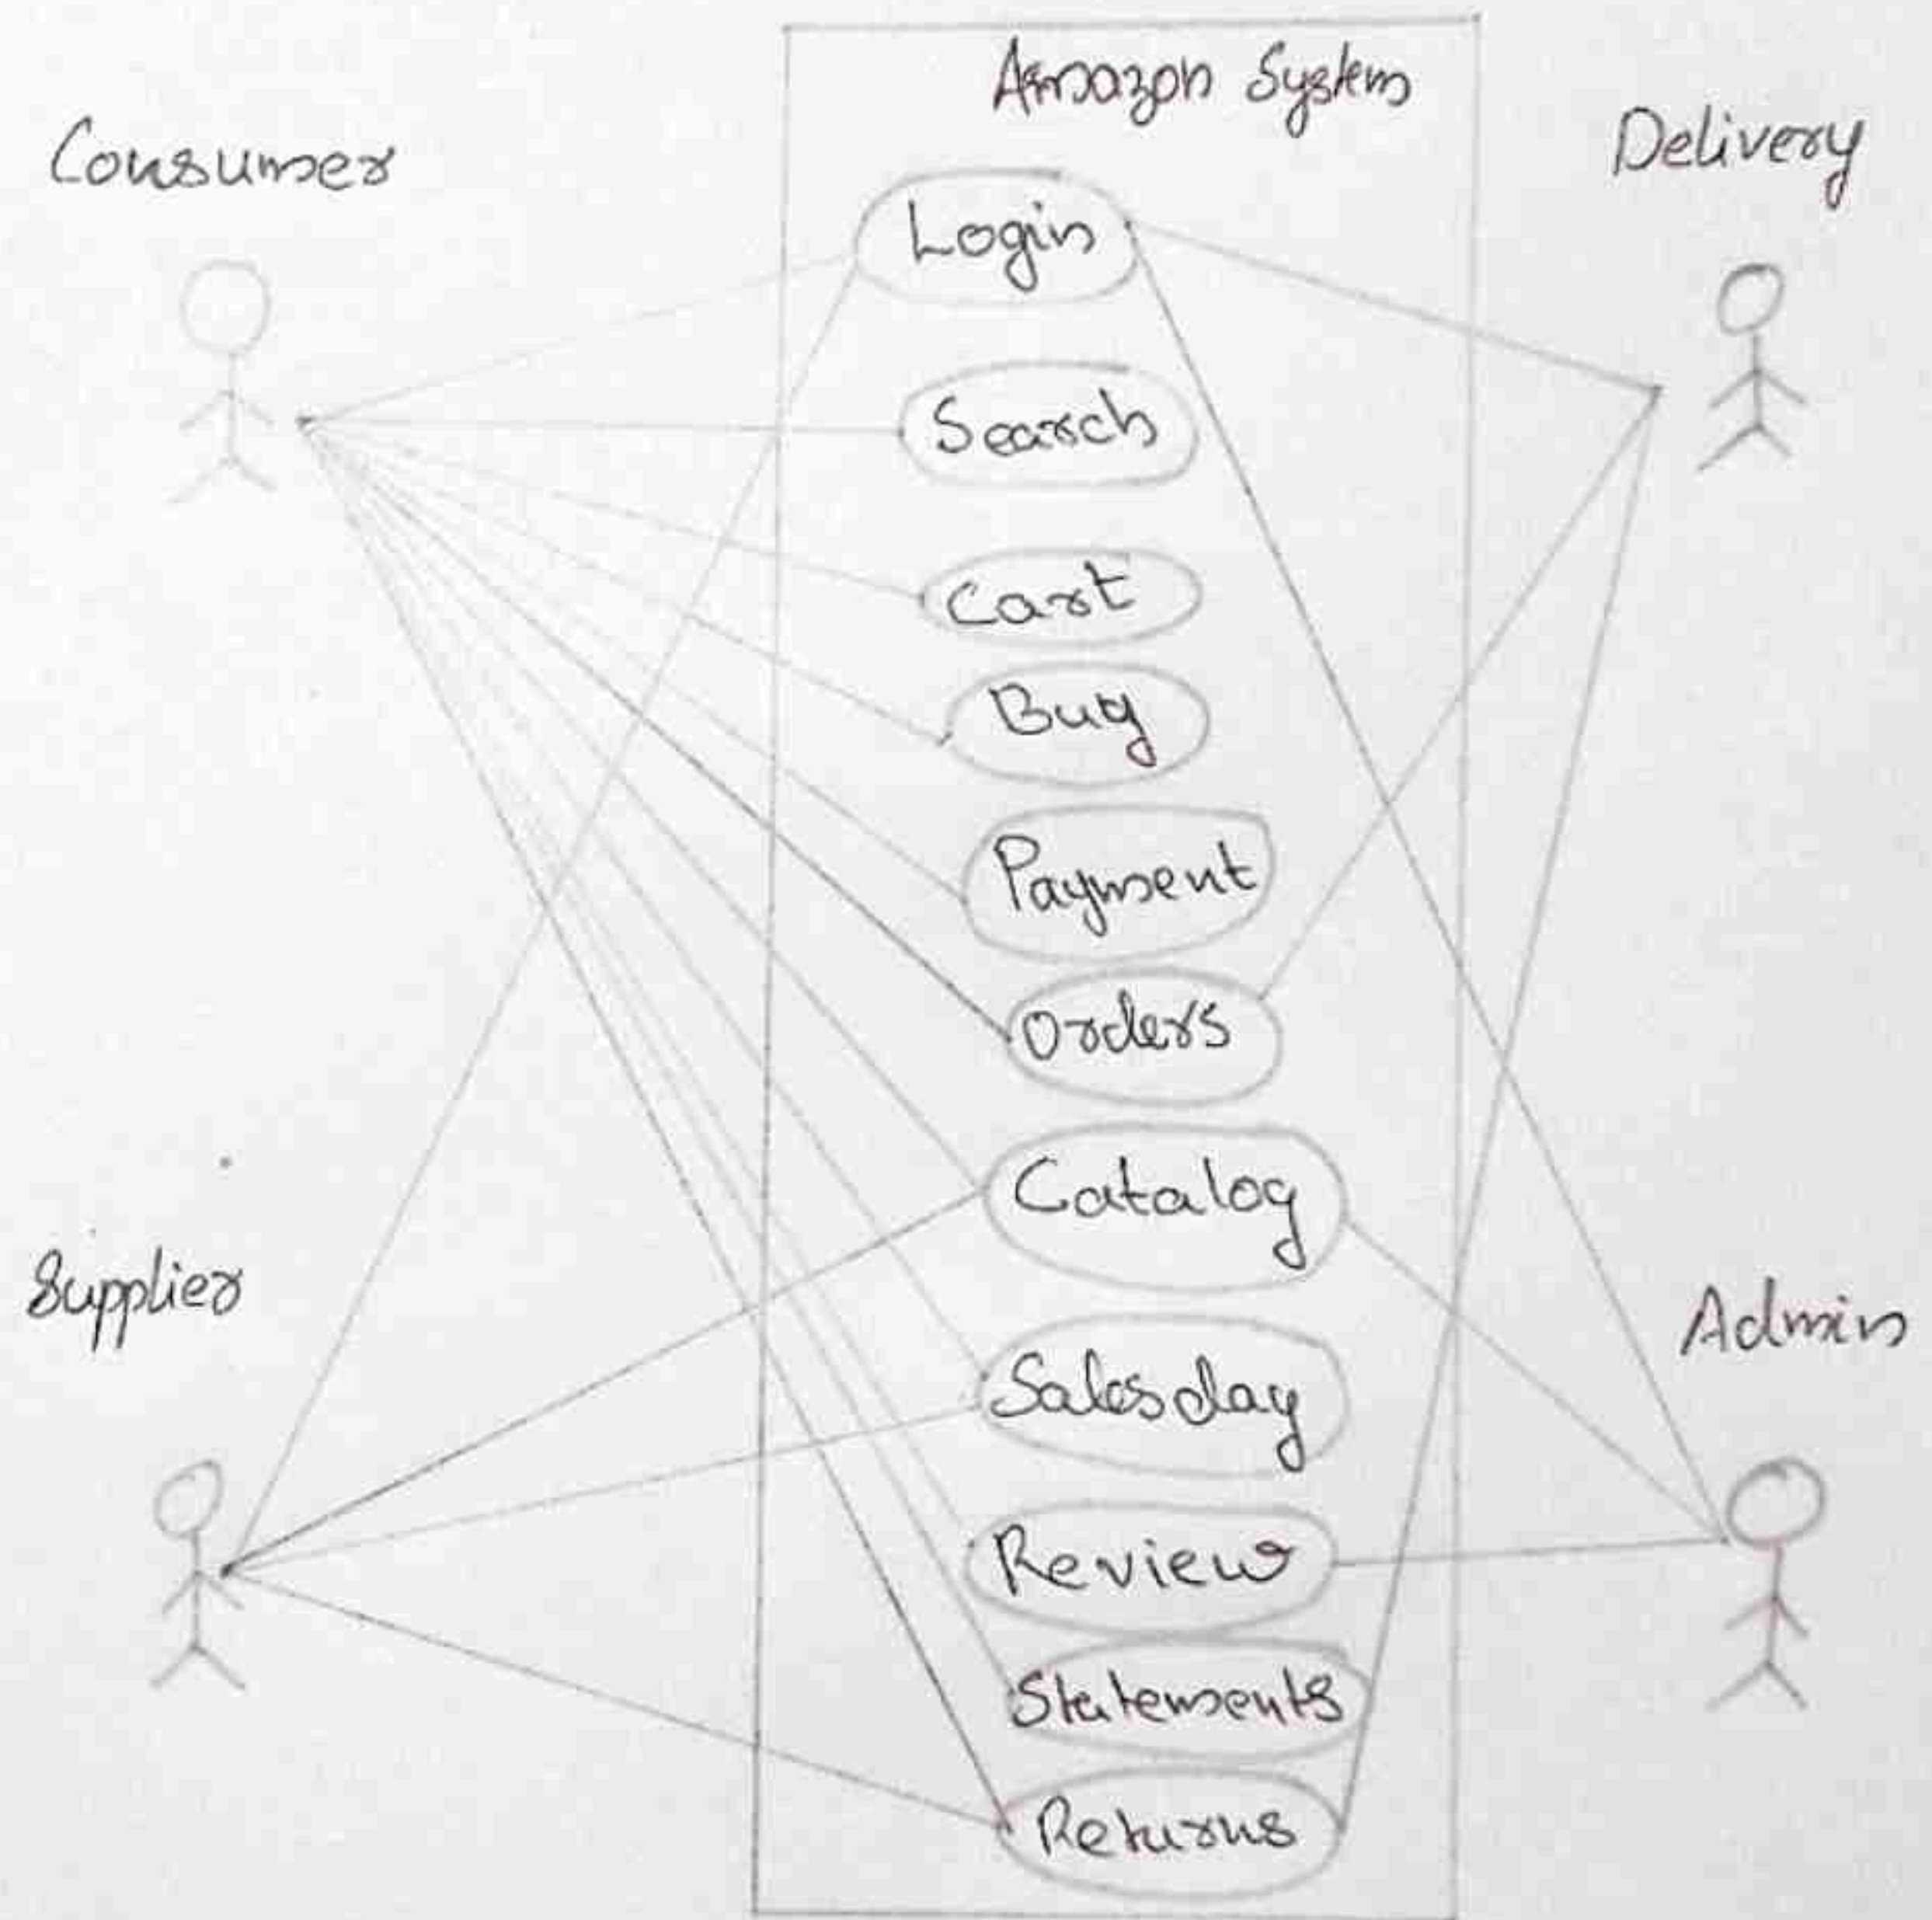 Amazon System
Consumer
Delivery
Login
Search
Cart
Buy
Payment
Orders
Catalog
Supplier
Admin
Salesday
Review
Statements
Returns